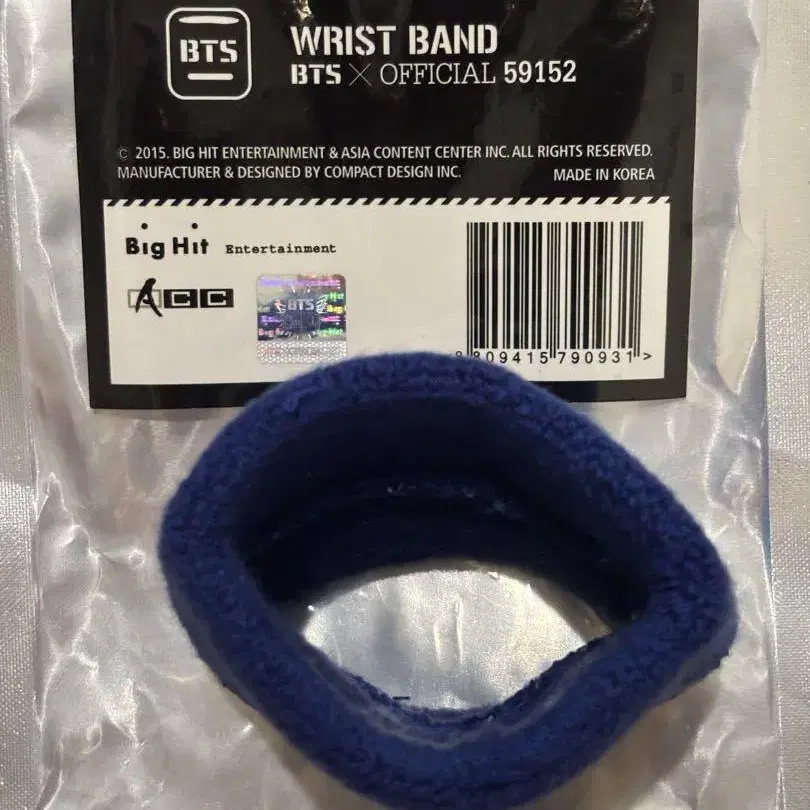 BTS
WRIST BAND
BTS × OFFICIAL 59152
© 2015. BIG HIT ENTERTAINMENT & ASIA CONTENT CENTER INC. ALL RIGHTS RESERVED.
MANUFACTURER & DESIGNED BY COMPACT DESIGN INC. MADE IN KOREA
Big Hit Entertainment
ACC
BTS
8809415790931 >